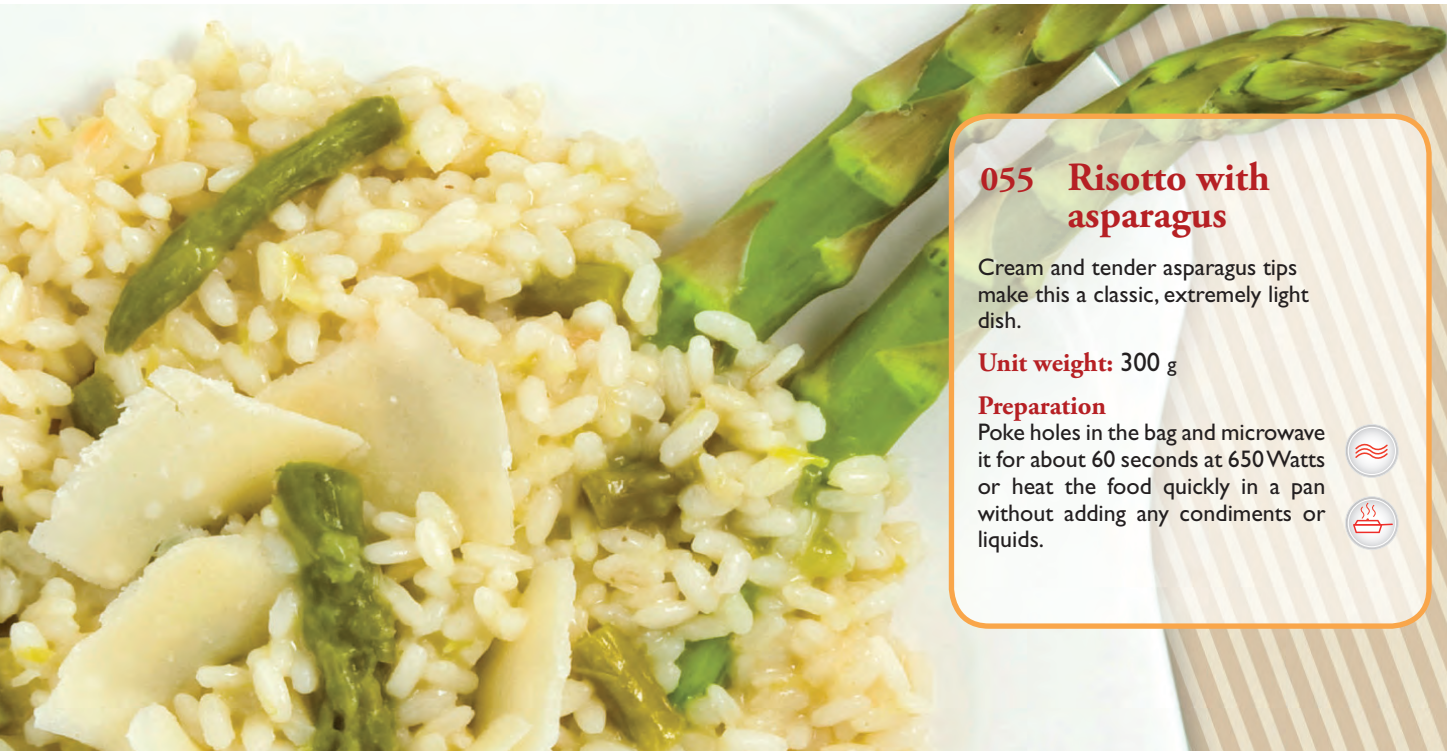 055 Risotto with
asparagus
Cream and tender asparagus tips
make this a classic, extremely light
dish.
Unit weight: 300 g
Preparation
Poke holes in the bag and microwave
it for about 60 seconds at 650 Watts
or heat the food quickly in a pan
without adding any condiments or
liquids.